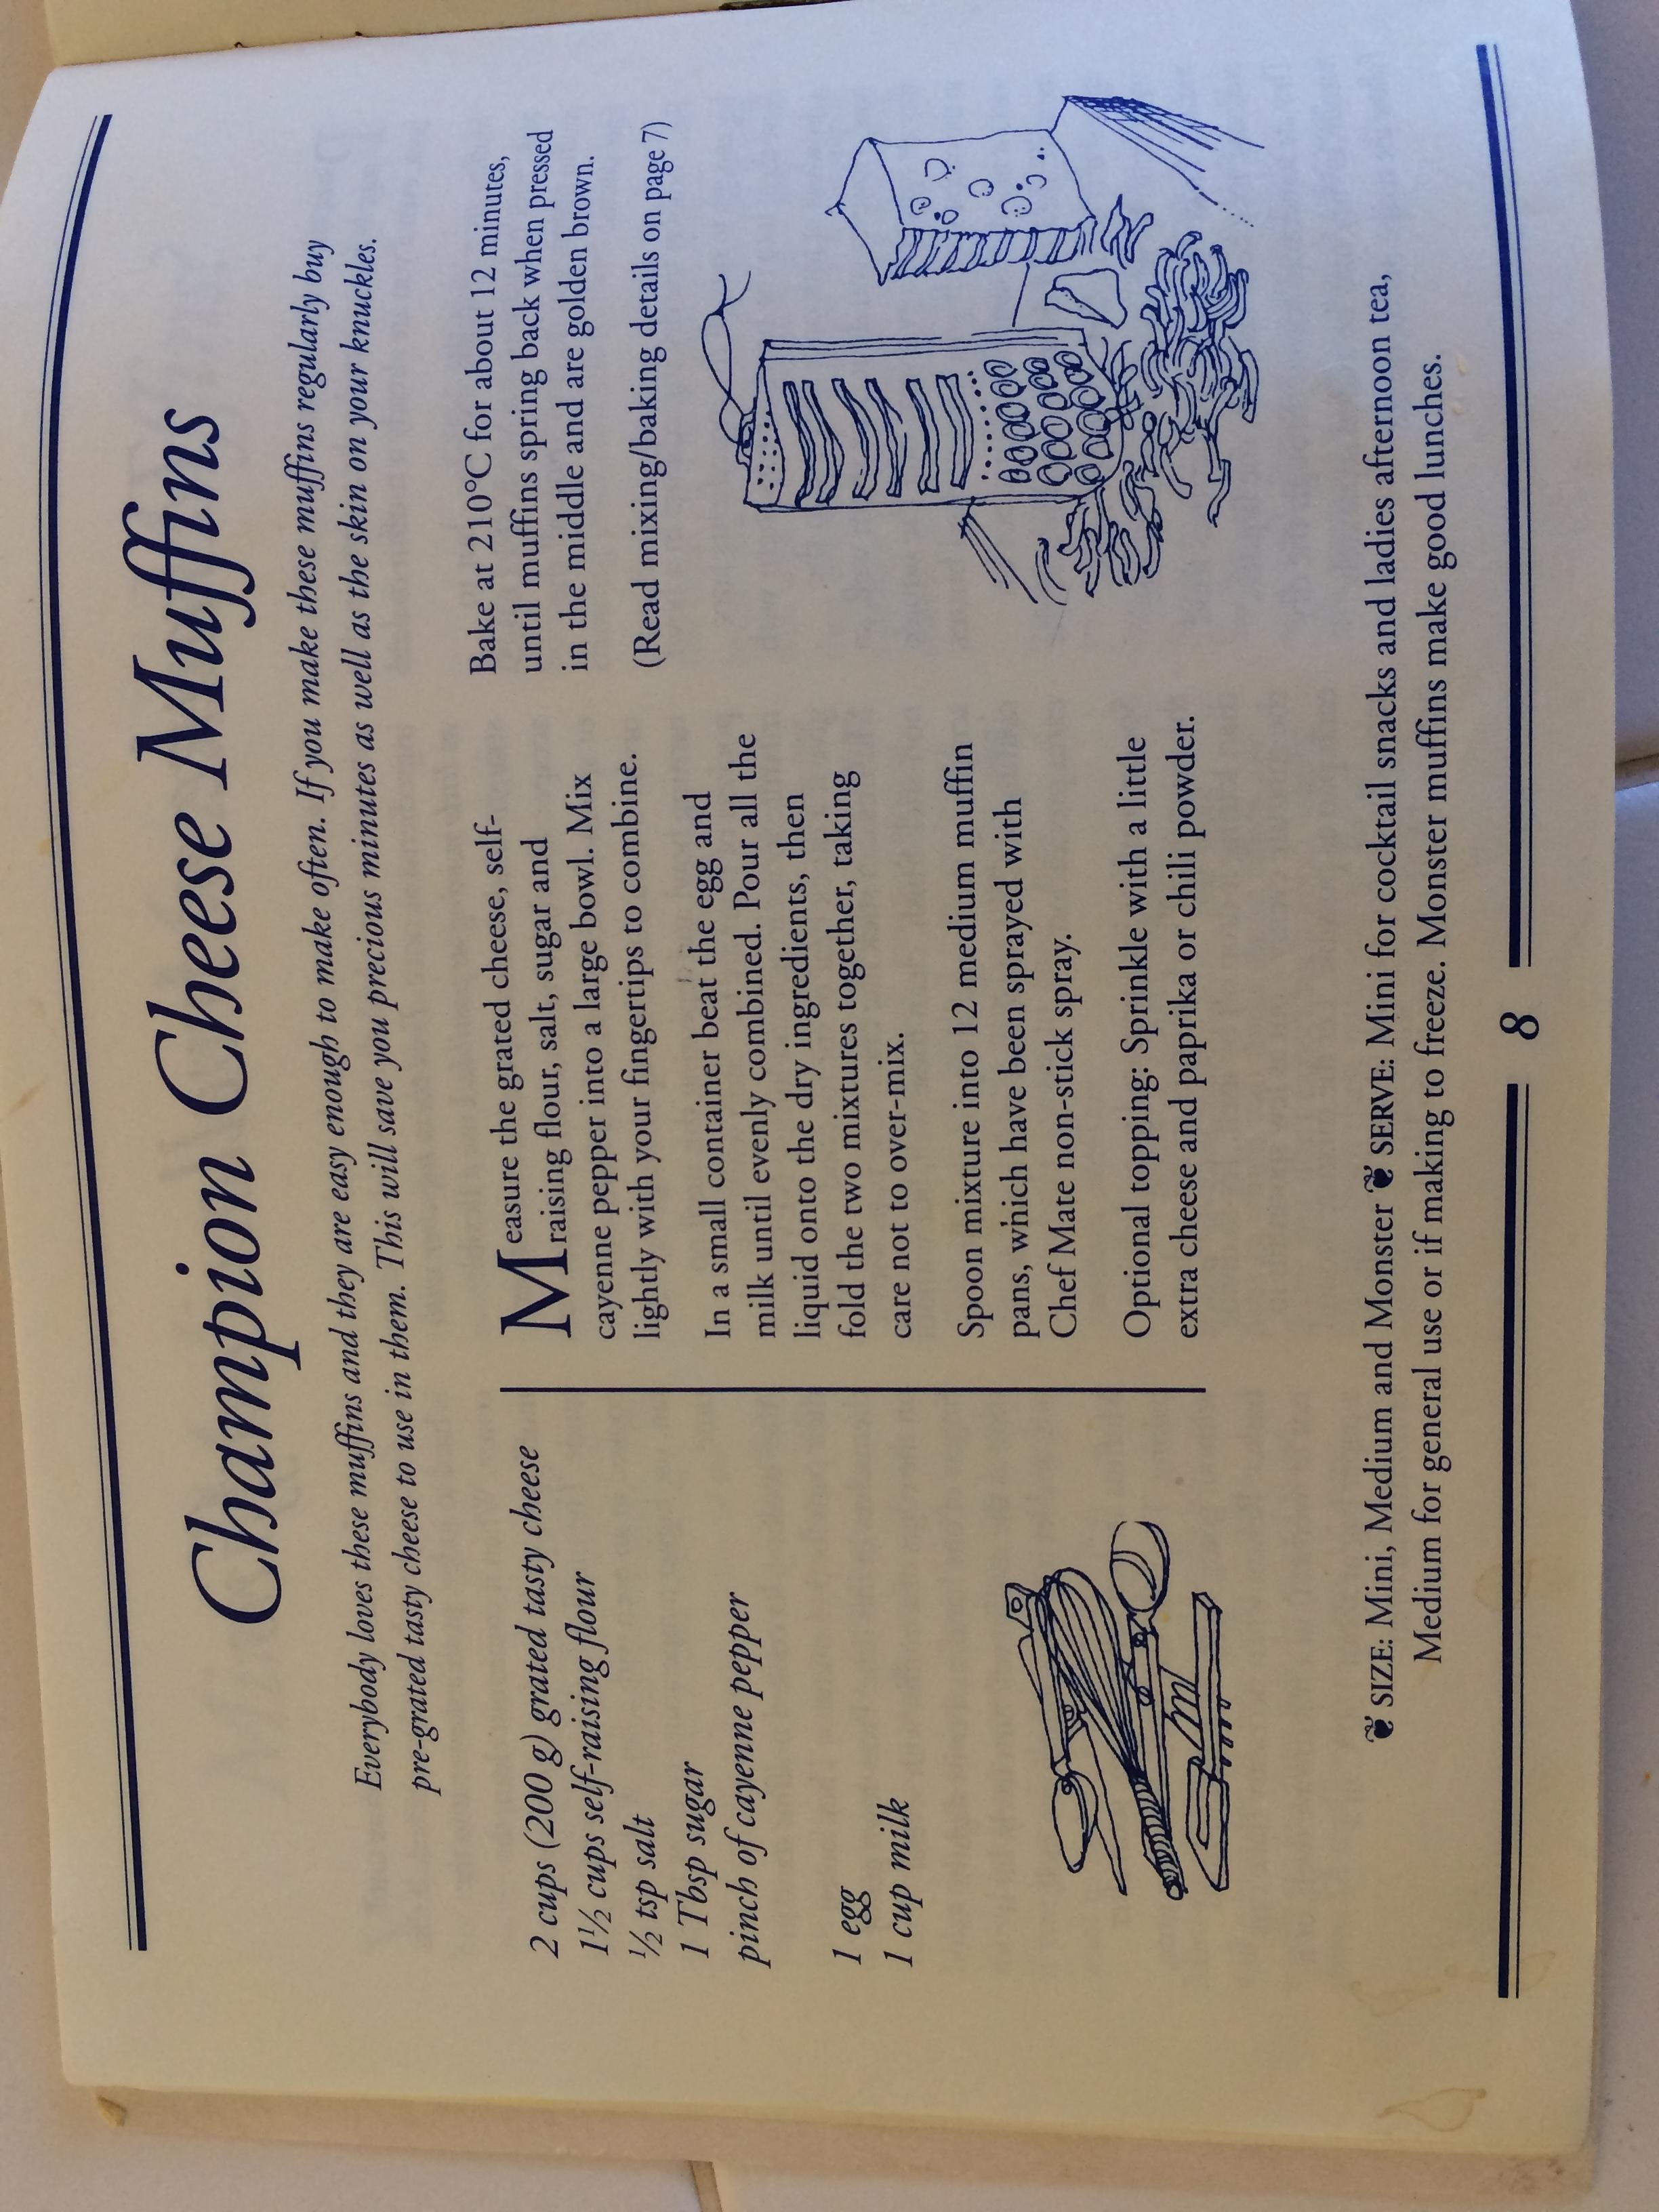 Champion Cheese Muffins
Everybody loves these muffins and they are easy enough to make often. If you make these muffins regularly buy
pre-grated tasty cheese to use in them. This will save you precious minutes as well as the skin on your knuckles.
2 cups (200 g) grated tasty cheese
1½ cups self-raising flour
½ tsp salt
1 Tbsp sugar
pinch of cayenne pepper
1 egg
1 cup milk
Measure the grated cheese, self-
raising flour, salt, sugar and
cayenne pepper into a large bowl. Mix
lightly with your fingertips to combine.
In a small container beat the egg and
milk until evenly combined. Pour all the
liquid onto the dry ingredients, then
fold the two mixtures together, taking
care not to over-mix.
Spoon mixture into 12 medium muffin
pans, which have been sprayed with
Chef Mate non-stick spray.
Optional topping: Sprinkle with a little
extra cheese and paprika or chili powder.
Bake at 210°C for about 12 minutes,
until muffins spring back when pressed
in the middle and are golden brown.
(Read mixing/baking details on page 7)
❦ SIZE: Mini, Medium and Monster ❦ SERVE: Mini for cocktail snacks and ladies afternoon tea,
Medium for general use or if making to freeze. Monster muffins make good lunches.
8